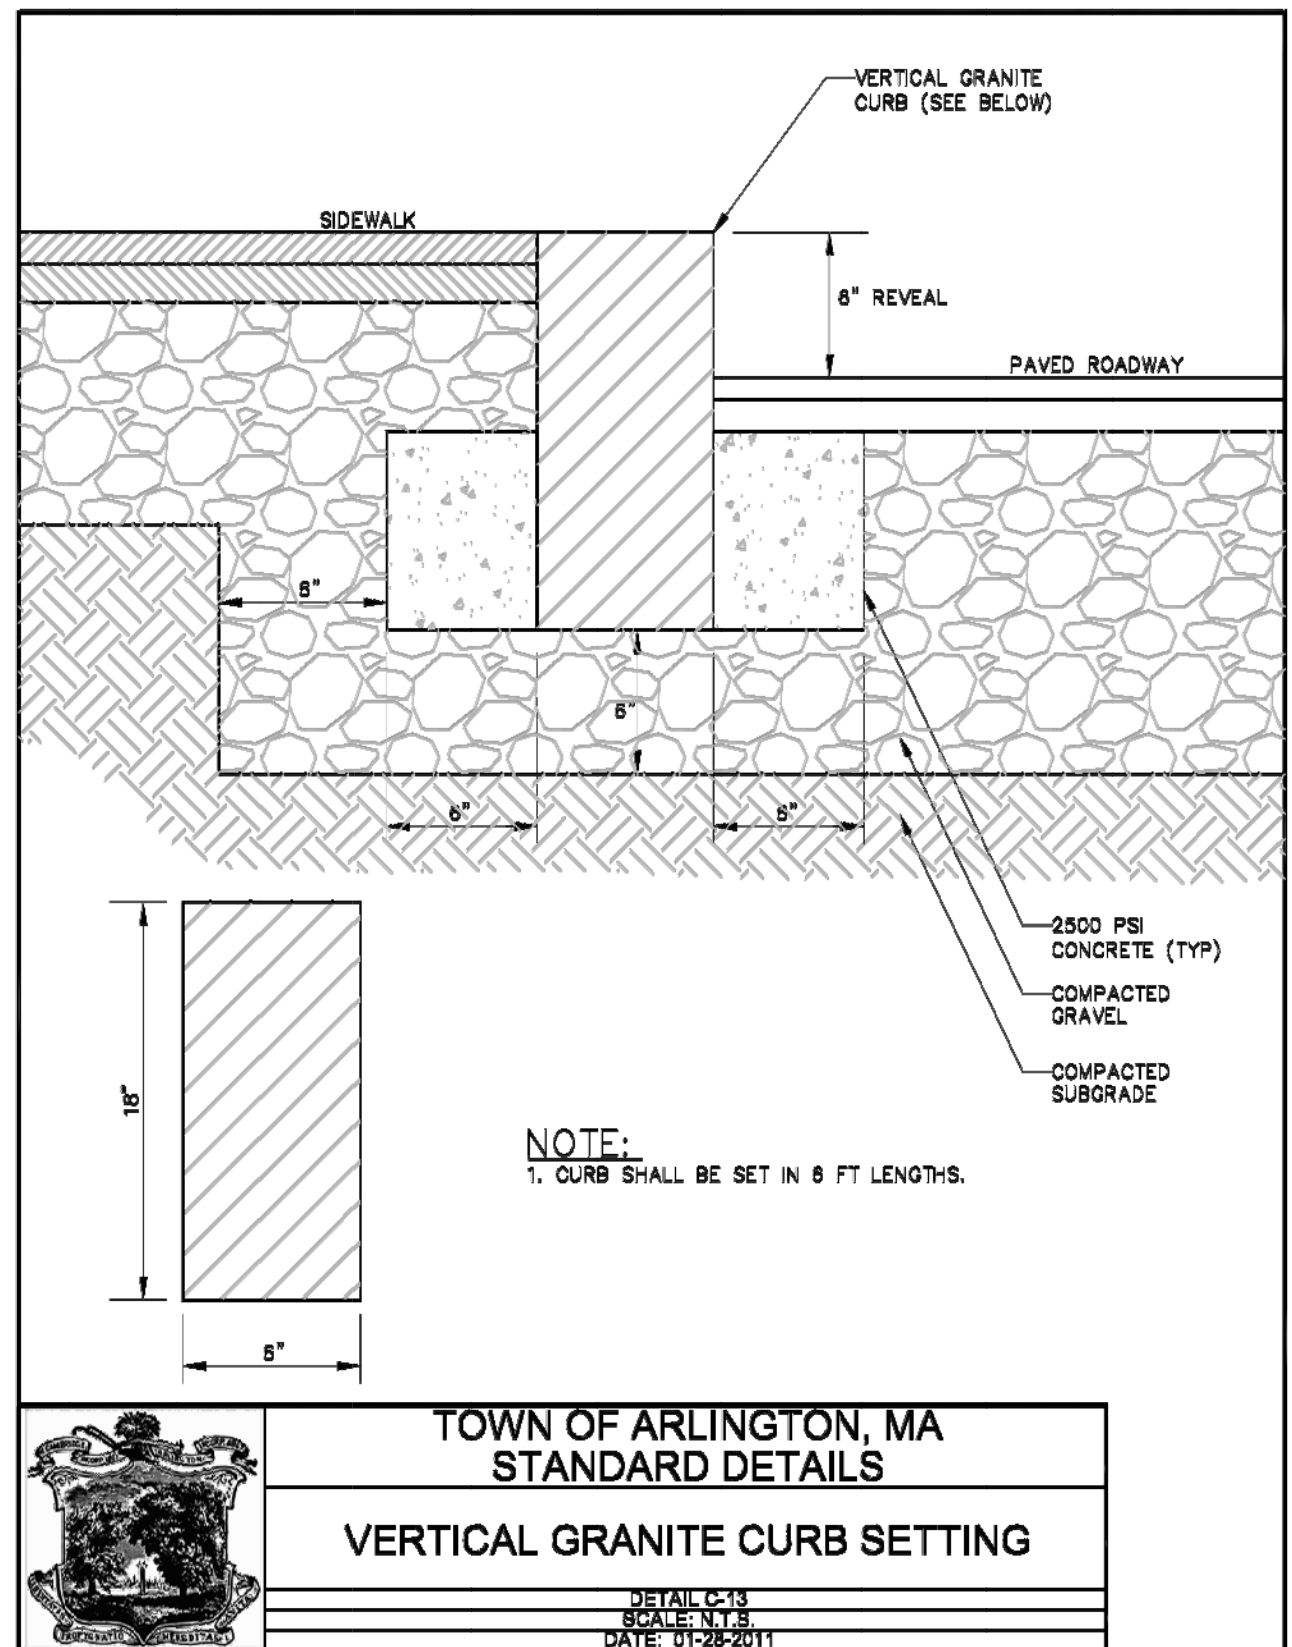 VERTICAL GRANITE
CURB (SEE BELOW)
SIDEWALK
6" REVEAL
PAVED ROADWAY
6"
6"
6"
6"
2500 PSI
CONCRETE (TYP)
COMPACTED
GRAVEL
COMPACTED
SUBGRADE
18"
6"
NOTE:
1. CURB SHALL BE SET IN 6 FT LENGTHS.
TOWN OF ARLINGTON, MA
STANDARD DETAILS
VERTICAL GRANITE CURB SETTING
DETAIL C-13
SCALE: N.T.S.
DATE: 01-28-2011